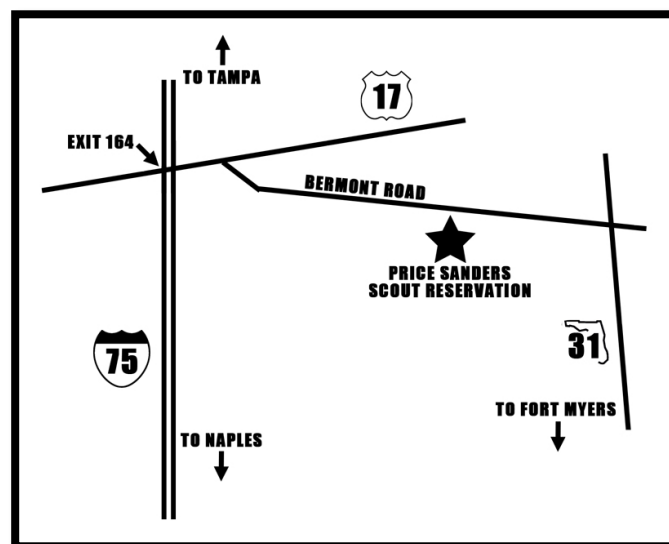 TO TAMPA
17
EXIT 164
BERMONT ROAD
PRICE SANDERS
SCOUT RESERVATION
75
31
TO FORT MYERS
TO NAPLES